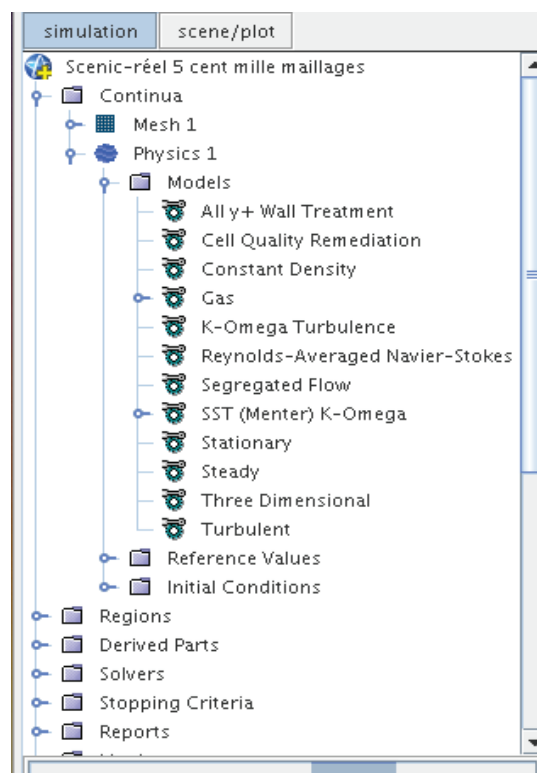 simulation scene/plot
Scenic-réel 5 cent mille maillages
Continua
Mesh 1
Physics 1
Models
All y+ Wall Treatment
Cell Quality Remediation
Constant Density
Gas
K-Omega Turbulence
Reynolds-Averaged Navier-Stokes
Segregated Flow
SST (Menter) K-Omega
Stationary
Steady
Three Dimensional
Turbulent
Reference Values
Initial Conditions
Regions
Derived Parts
Solvers
Stopping Criteria
Reports